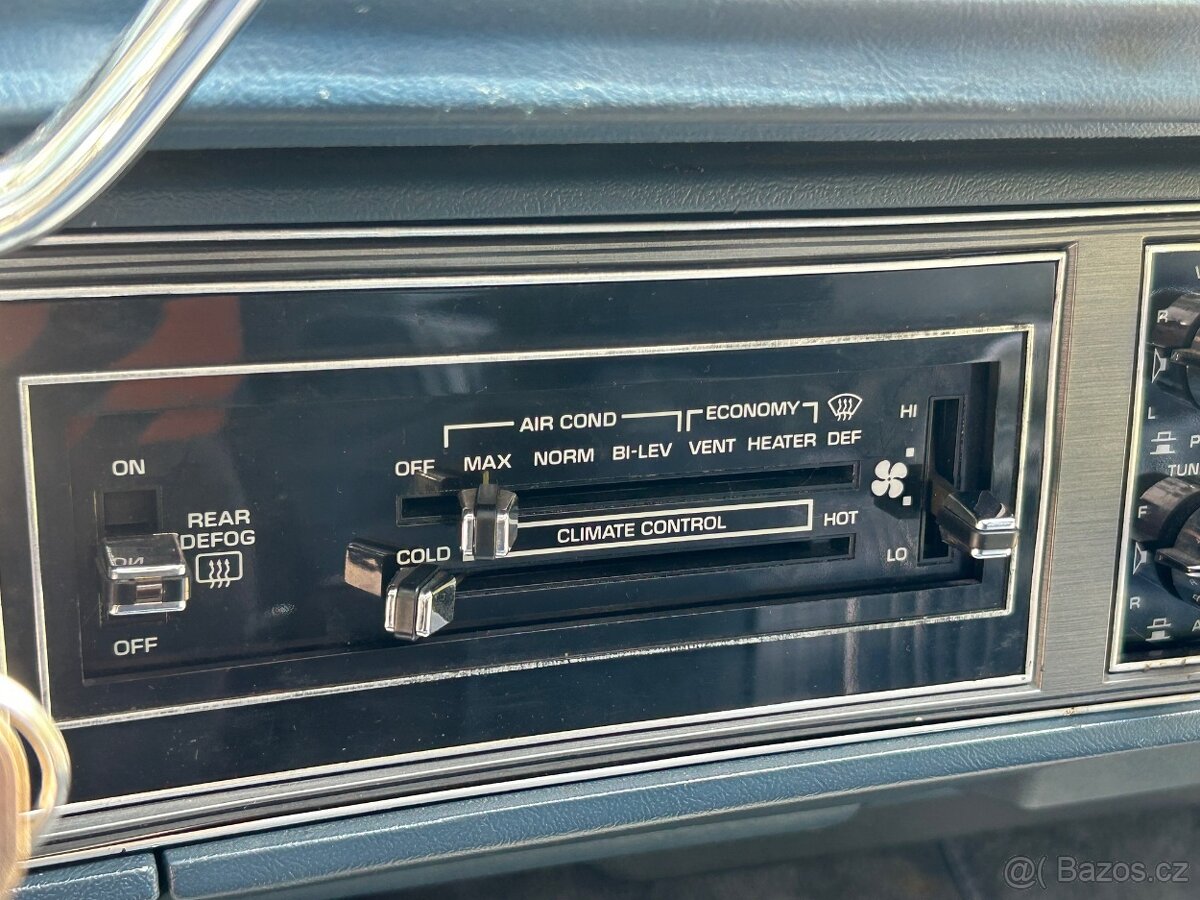 ON
REAR
DEFOG
OFF
AIR COND
ECONOMY
OFF MAX NORM BI-LEV VENT HEATER DEF
CLIMATE CONTROL
COLD HOT
HI
LO
R
L
F
R
TUN
Bazos.cz